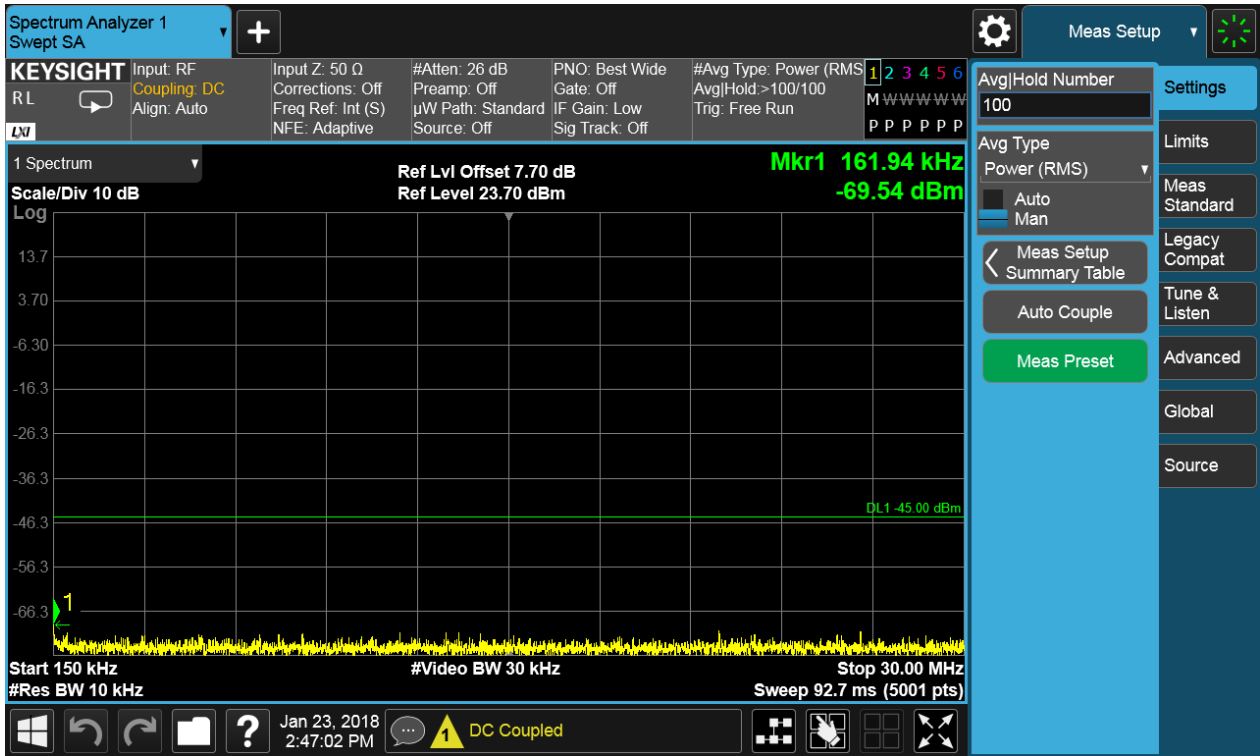 Spectrum Analyzer 1
Swept SA
+
Meas Setup
KEYSIGHT
RL
LXI
Input: RF
Coupling: DC
Align: Auto
Input Z: 50 Ω
Corrections: Off
Freq Ref: Int (S)
NFE: Adaptive
#Atten: 26 dB
Preamp: Off
µW Path: Standard
Source: Off
PNO: Best Wide
Gate: Off
IF Gain: Low
Sig Track: Off
#Avg Type: Power (RMS
Avg|Hold:>100/100
Trig: Free Run
1 2 3 4 5 6
M W W W W W
P P P P P P
1 Spectrum
Scale/Div 10 dB
Log
Ref Lvl Offset 7.70 dB
Ref Level 23.70 dBm
Mkr1 161.94 kHz
-69.54 dBm
13.7
3.70
-6.30
-16.3
-26.3
-36.3
-46.3
-56.3
-66.3
DL1 -45.00 dBm
1
Start 150 kHz
#Res BW 10 kHz
#Video BW 30 kHz
Stop 30.00 MHz
Sweep 92.7 ms (5001 pts)
Avg|Hold Number
100
Avg Type
Power (RMS)
Auto
Man
Meas Setup
Summary Table
Auto Couple
Meas Preset
Settings
Limits
Meas
Standard
Legacy
Compat
Tune &
Listen
Advanced
Global
Source
?
Jan 23, 2018
2:47:02 PM
1
DC Coupled